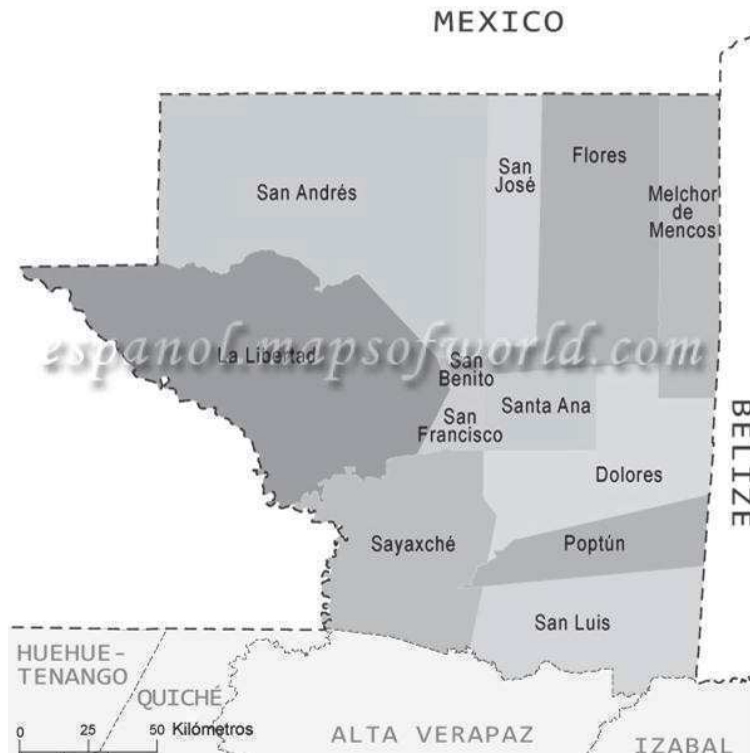 MEXICO
San Andrés
San
José
Flores
Melchor
de
Mencos
espanol.mapsofworld.com
La Libertad
San
Benito
San
Francisco
Santa Ana
BELIZE
Dolores
Sayaxché
Poptún
San Luis
HUEHUE-
TENANGO
QUICHÉ
0 25 50 Kilómetros
ALTA VERAPAZ
IZABAL